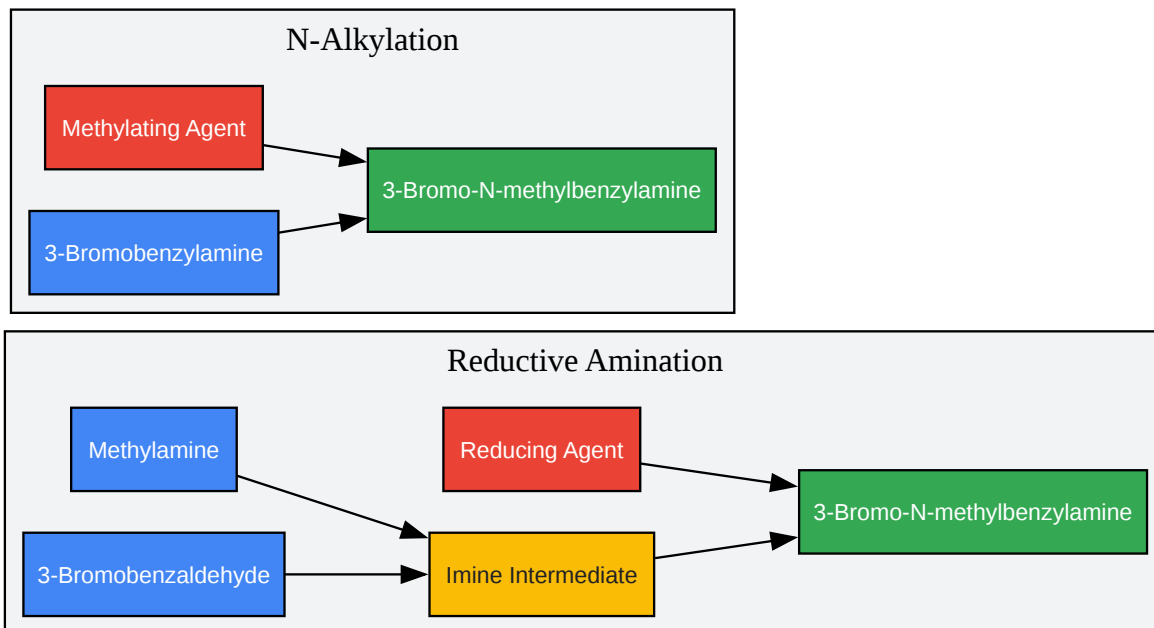 N-Alkylation
Methylating Agent
3-Bromobenzylamine
3-Bromo-N-methylbenzylamine
Reductive Amination
Methylamine
3-Bromobenzaldehyde
Reducing Agent
Imine Intermediate
3-Bromo-N-methylbenzylamine